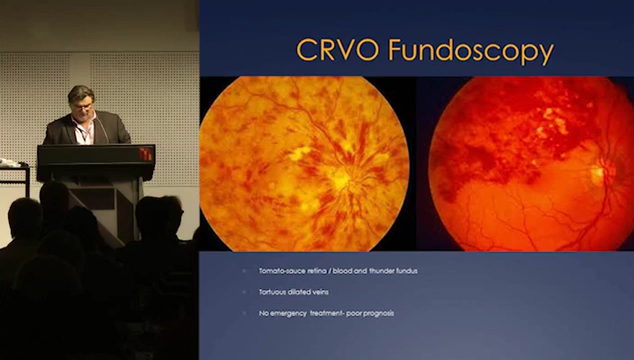 CRVO Fundoscopy
Tomato-sauce retina / blood and thunder fundus
Tortuous dilated veins
No emergency treatment- poor prognosis